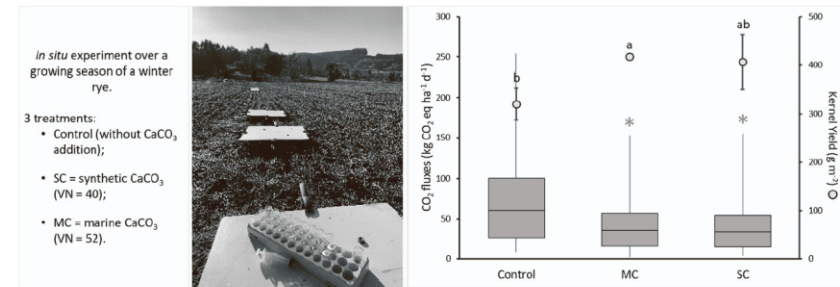 in situ experiment over a
growing season of a winter
rye.
3 treatments:
• Control (without CaCO₃
addition);
• SC = synthetic CaCO₃
(VN = 40);
• MC = marine CaCO₃
(VN = 52).
CO₂ fluxes (kg CO₂ eq ha⁻¹ d⁻¹)
300
250
200
150
100
50
0
b
a
ab
*
*
Control
MC
SC
500
400
300
200
100
0
Kernel Yield (g m⁻²)